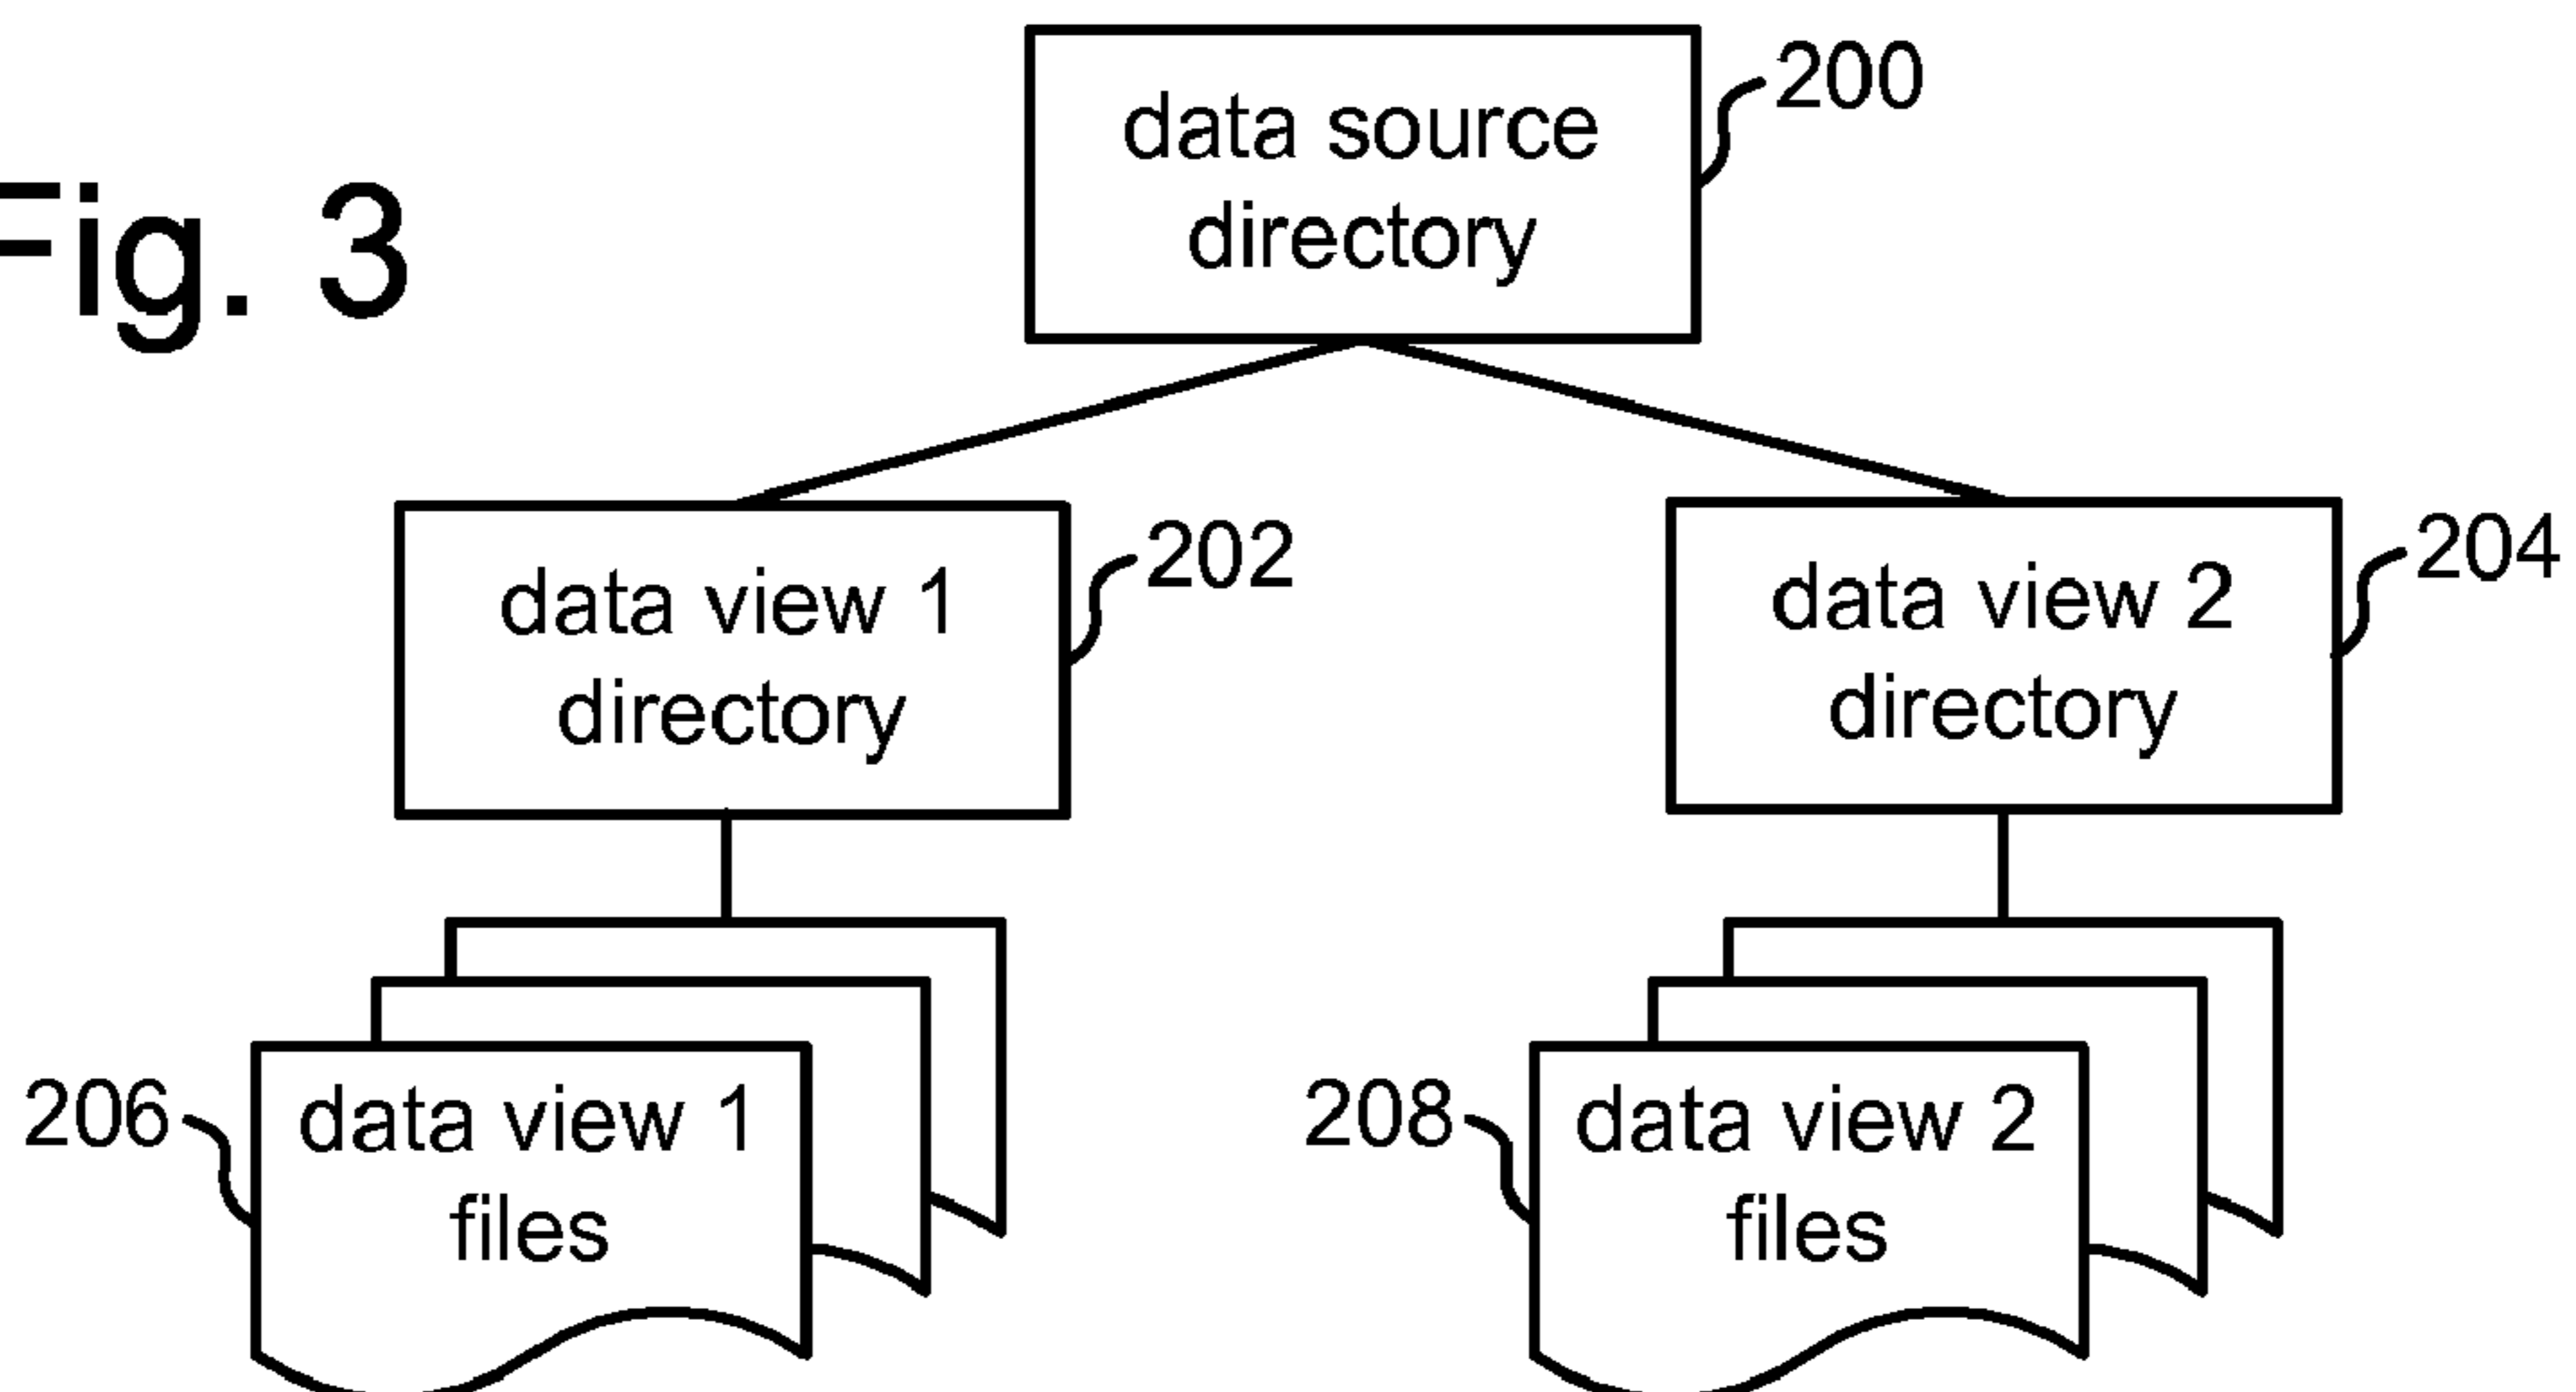 Fig. 3
data source
directory
200
data view 1
directory
202
data view 2
directory
204
206
data view 1
files
208
data view 2
files